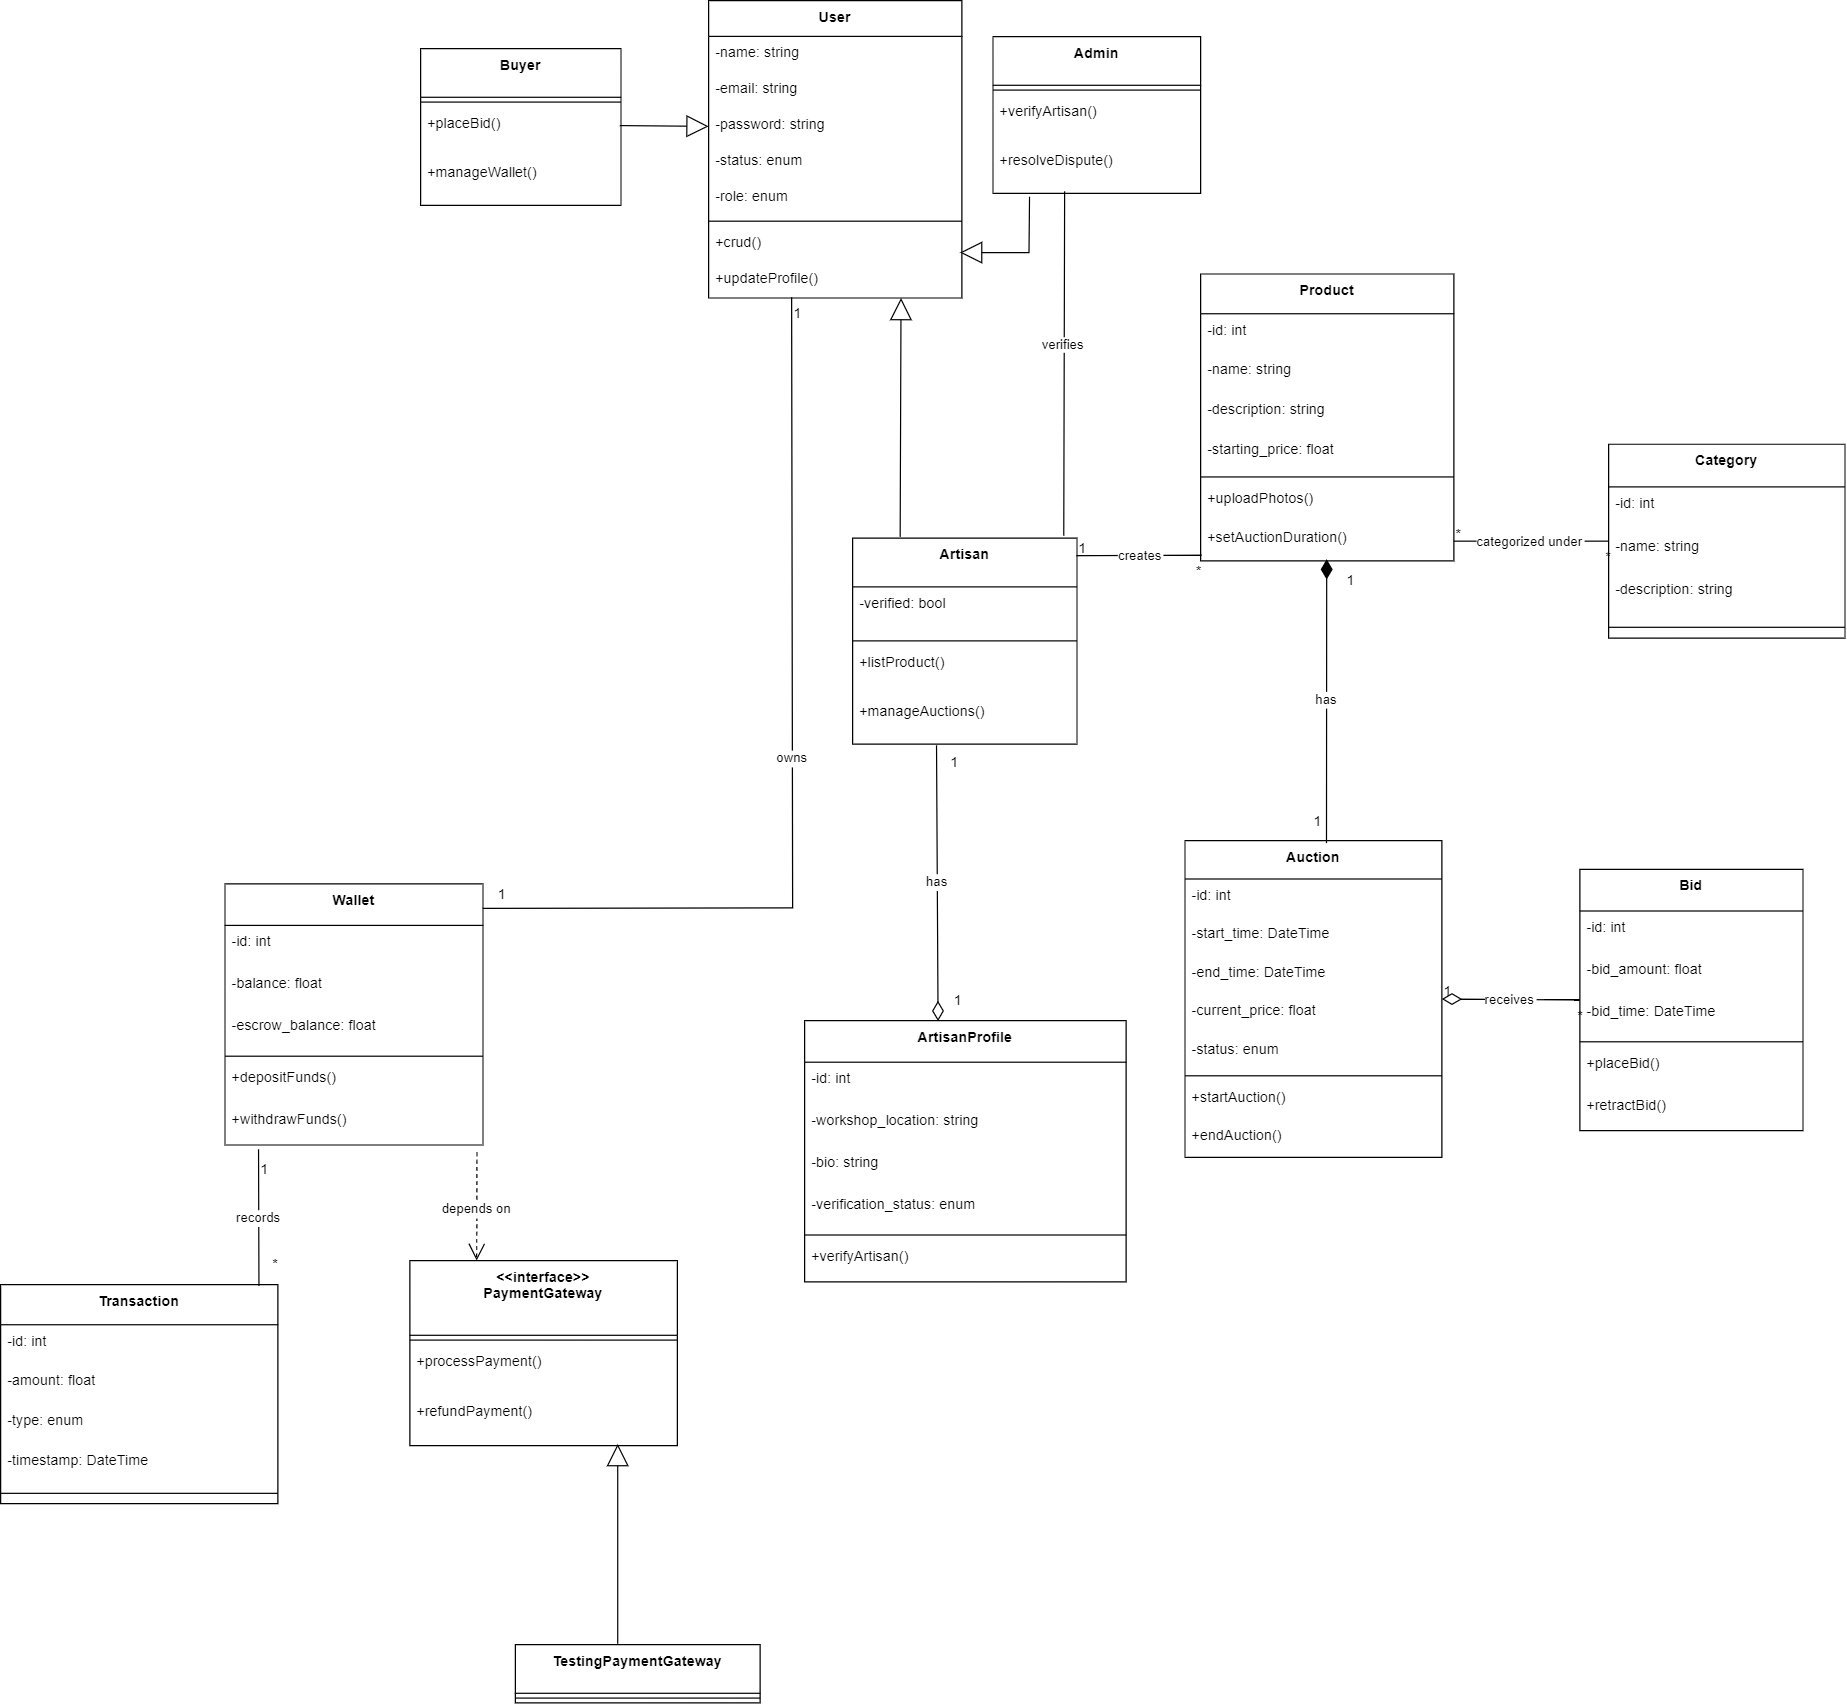 User
-name: string
-email: string
-password: string
-status: enum
-role: enum
+crud()
+updateProfile()
Buyer
+placeBid()
+manageWallet()
Admin
+verifyArtisan()
+resolveDispute()
1
verifies
Product
-id: int
-name: string
-description: string
-starting_price: float
+uploadPhotos()
+setAuctionDuration()
*
categorized under
*
Category
-id: int
-name: string
-description: string
Artisan
-verified: bool
+listProduct()
+manageAuctions()
1
creates
*
1
has
1
owns
1
1
has
1
Wallet
-id: int
-balance: float
-escrow_balance: float
+depositFunds()
+withdrawFunds()
Auction
-id: int
-start_time: DateTime
-end_time: DateTime
-current_price: float
-status: enum
+startAuction()
+endAuction()
1
receives
*
Bid
-id: int
-bid_amount: float
-bid_time: DateTime
+placeBid()
+retractBid()
ArtisanProfile
-id: int
-workshop_location: string
-bio: string
-verification_status: enum
+verifyArtisan()
1
records
*
depends on
Transaction
-id: int
-amount: float
-type: enum
-timestamp: DateTime
<<interface>>
PaymentGateway
+processPayment()
+refundPayment()
TestingPaymentGateway